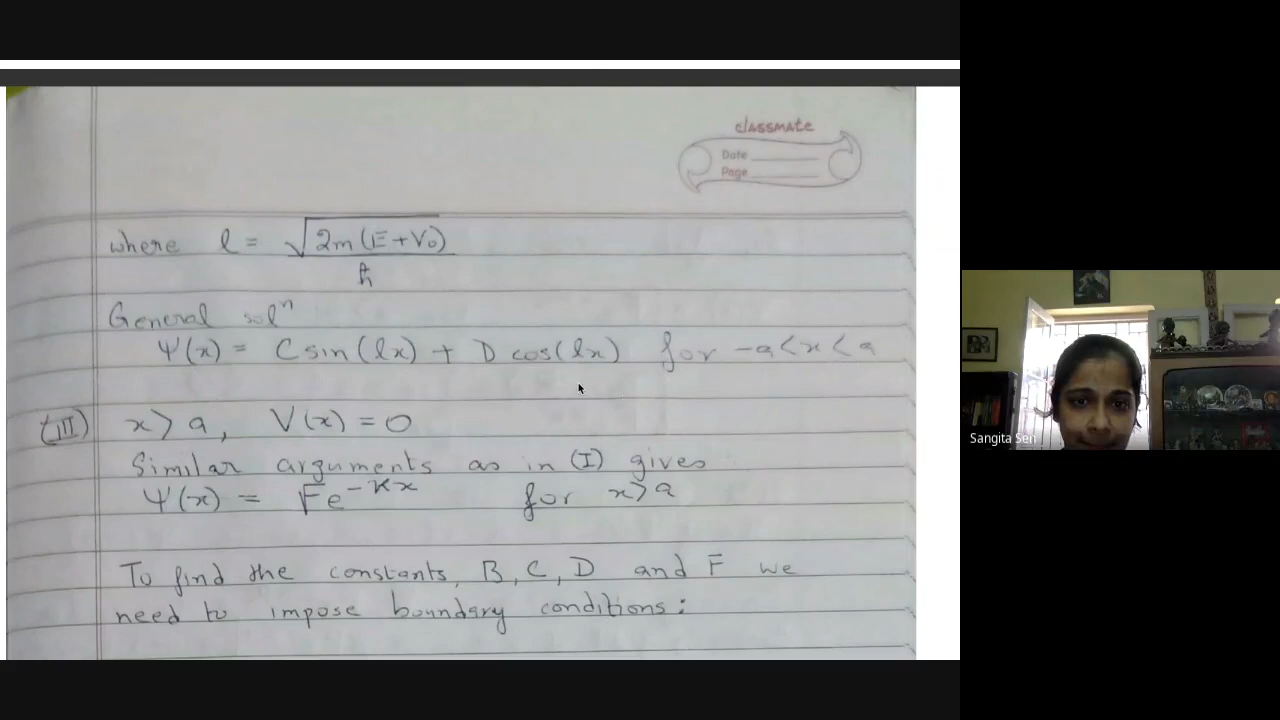 classmate
Date
Page
where l = √2m(E+V₀) / ħ
General solⁿ
Ψ(x) = C sin(lx) + D cos(lx) for -a<x<a
(III) x>a, V(x)=0
Similar arguments as in (I) gives
Ψ(x) = Fe^-κx for x>a
To find the constants, B, C, D and F we
need to impose boundary conditions:
Sangita Sen